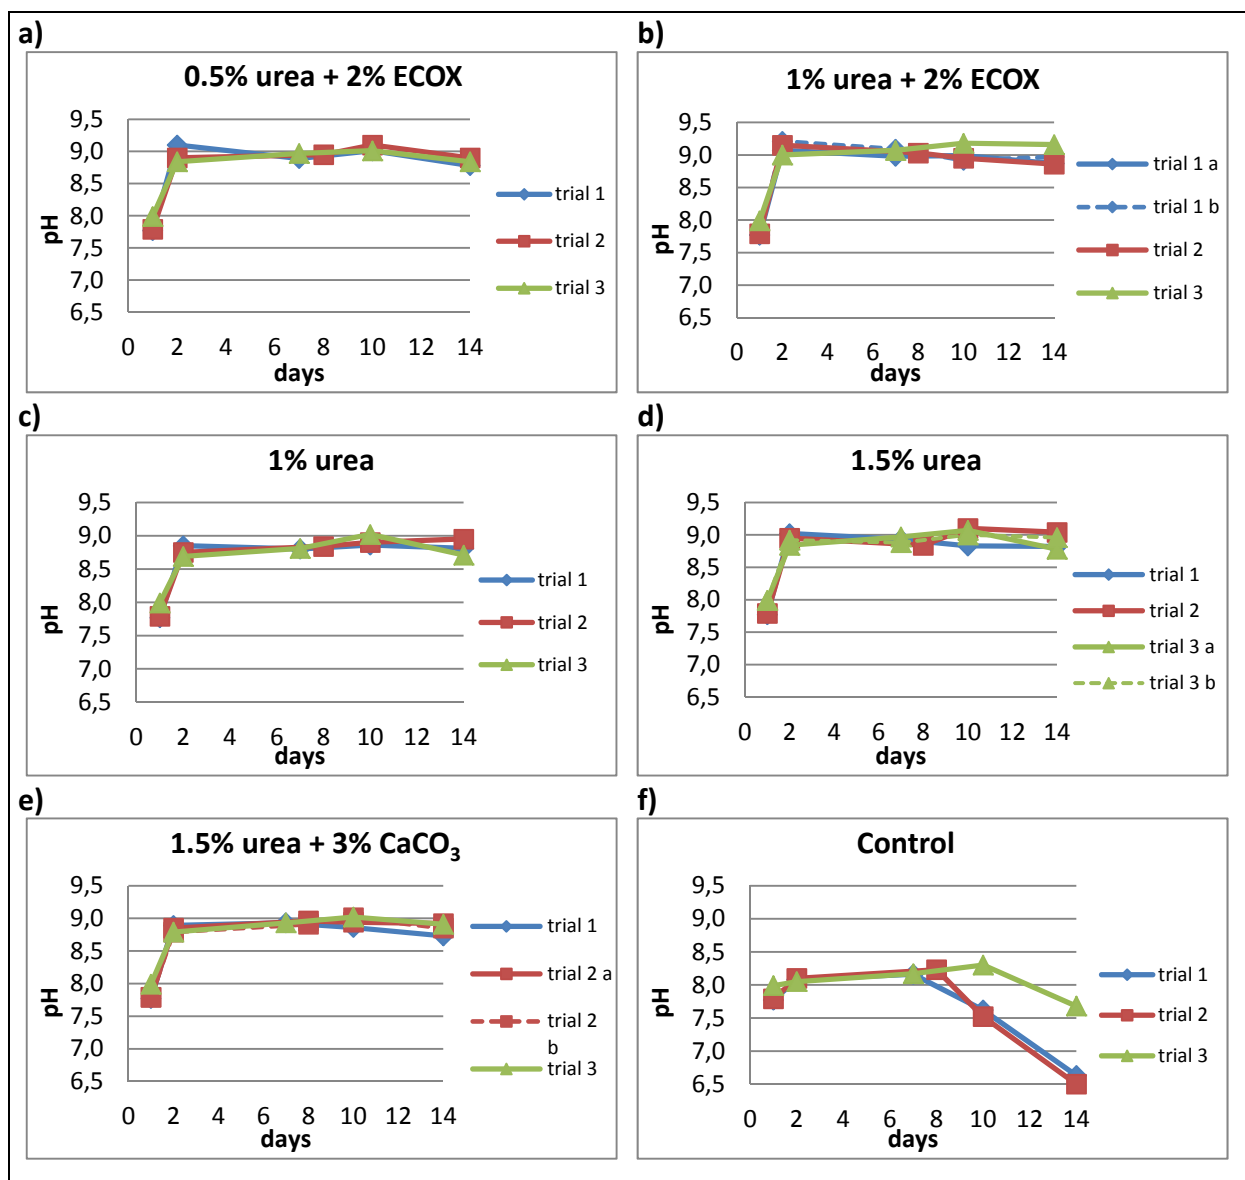 a)
0.5% urea + 2% ECOX
9,5
9,0
8,5
8,0
7,5
7,0
6,5
pH
0 2 4 6 8 10 12 14
days
trial 1
trial 2
trial 3
b)
1% urea + 2% ECOX
9,5
9,0
8,5
8,0
7,5
7,0
6,5
pH
0 2 4 6 8 10 12 14
days
trial 1 a
trial 1 b
trial 2
trial 3
c)
1% urea
9,5
9,0
8,5
8,0
7,5
7,0
6,5
pH
0 2 4 6 8 10 12 14
days
trial 1
trial 2
trial 3
d)
1.5% urea
9,5
9,0
8,5
8,0
7,5
7,0
6,5
pH
0 2 4 6 8 10 12 14
days
trial 1
trial 2
trial 3 a
trial 3 b
e)
1.5% urea + 3% CaCO₃
9,5
9,0
8,5
8,0
7,5
7,0
6,5
pH
0 2 4 6 8 10 12 14
days
trial 1
trial 2 a
trial 2
b
trial 3
f)
Control
9,5
9,0
8,5
8,0
7,5
7,0
6,5
pH
0 2 4 6 8 10 12 14
days
trial 1
trial 2
trial 3